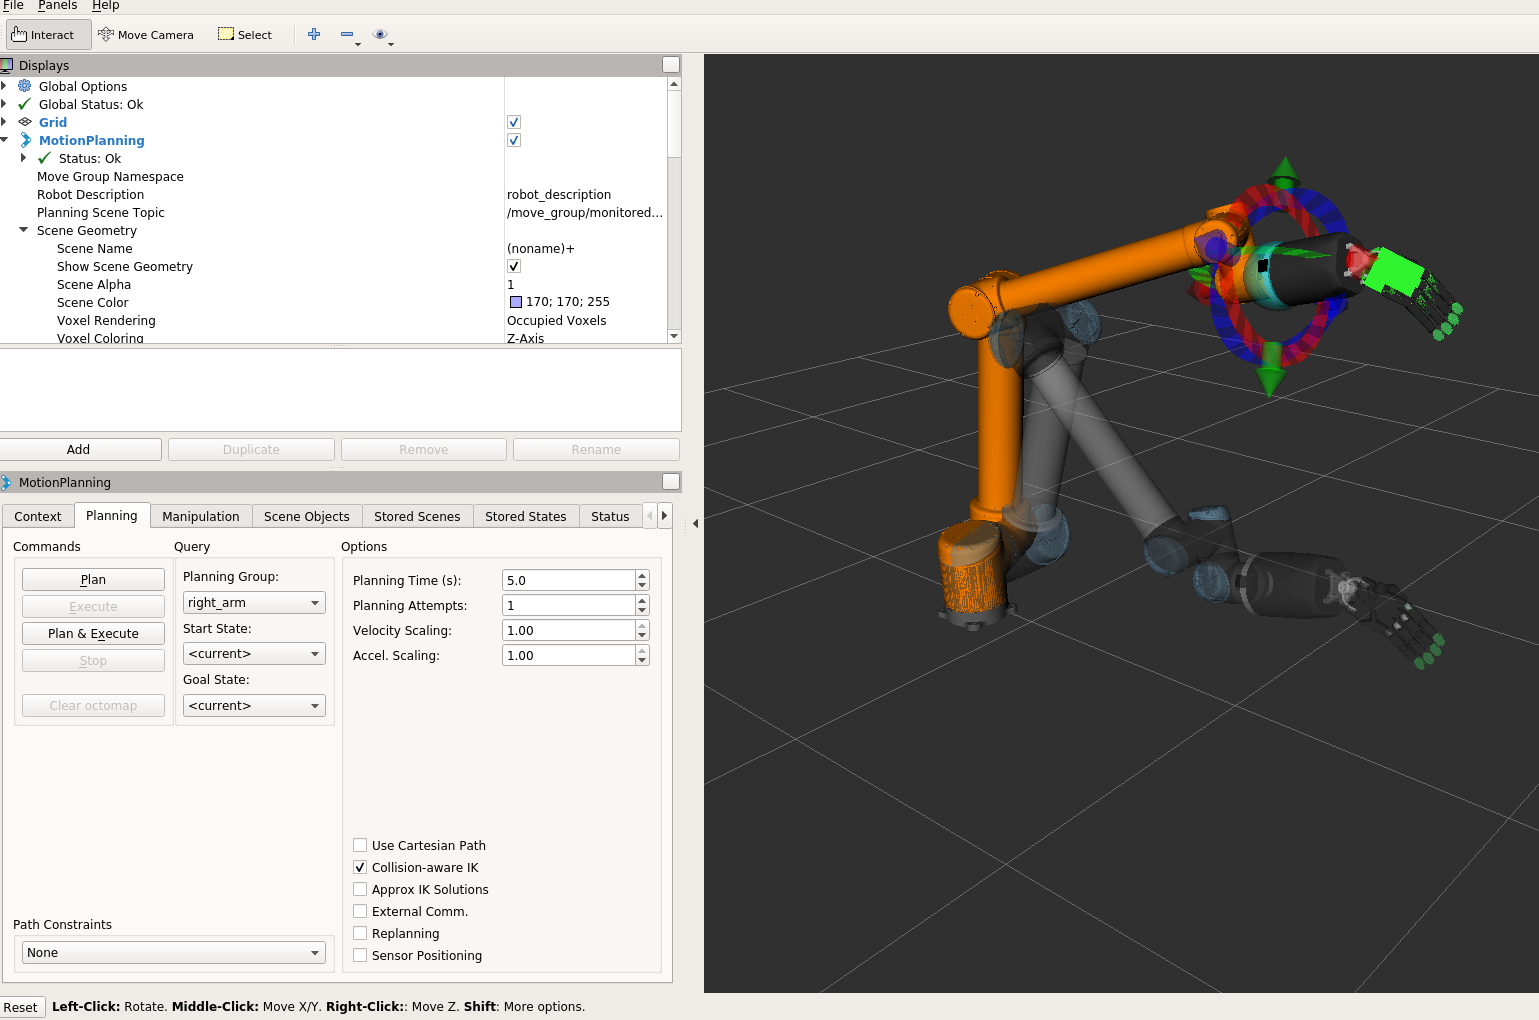 File Panels Help
Interact Move Camera Select
Displays
Global Options
Global Status: Ok
Grid
MotionPlanning
Status: Ok
Move Group Namespace
Robot Description robot_description
Planning Scene Topic /move_group/monitored...
Scene Geometry
Scene Name (noname)+
Show Scene Geometry
Scene Alpha 1
Scene Color 170; 170; 255
Voxel Rendering Occupied Voxels
Voxel Coloring Z-Axis
Add Duplicate Remove Rename
MotionPlanning
Context Planning Manipulation Scene Objects Stored Scenes Stored States Status
Commands Query Options
Plan
Execute
Plan & Execute
Stop
Clear octomap
Planning Group:
right_arm
Start State:
<current>
Goal State:
<current>
Planning Time (s): 5.0
Planning Attempts: 1
Velocity Scaling: 1.00
Accel. Scaling: 1.00
Use Cartesian Path
Collision-aware IK
Approx IK Solutions
External Comm.
Replanning
Sensor Positioning
Path Constraints
None
Reset Left-Click: Rotate. Middle-Click: Move X/Y. Right-Click:: Move Z. Shift: More options.